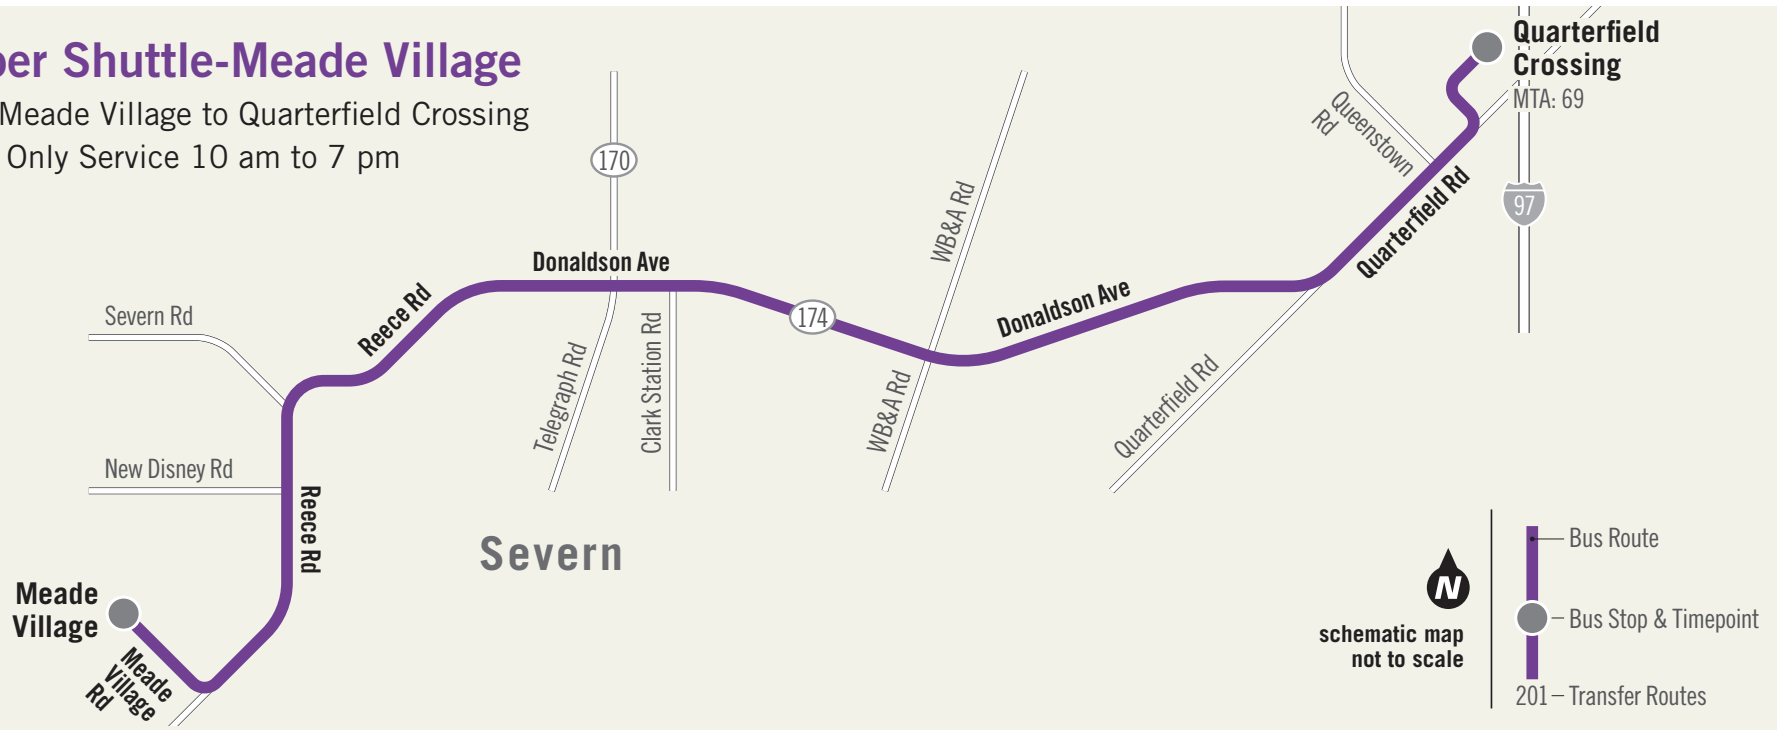 per Shuttle-Meade Village
Meade Village to Quarterfield Crossing
Only Service 10 am to 7 pm
Quarterfield
Crossing
MTA: 69
Queenstown
Rd
170
97
WB&A Rd
Quarterfield Rd
Donaldson Ave
Reece Rd
Severn Rd
174
Donaldson Ave
Telegraph Rd
Clark Station Rd
WB&A Rd
Quarterfield Rd
New Disney Rd
Reece Rd
Severn
Meade
Village
Meade
Village
Rd
N
schematic map
not to scale
Bus Route
Bus Stop & Timepoint
201 – Transfer Routes